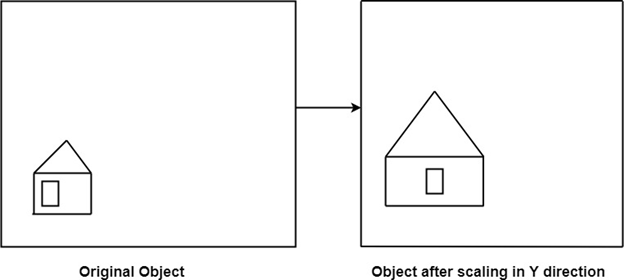 Original Object
Object after scaling in Y direction